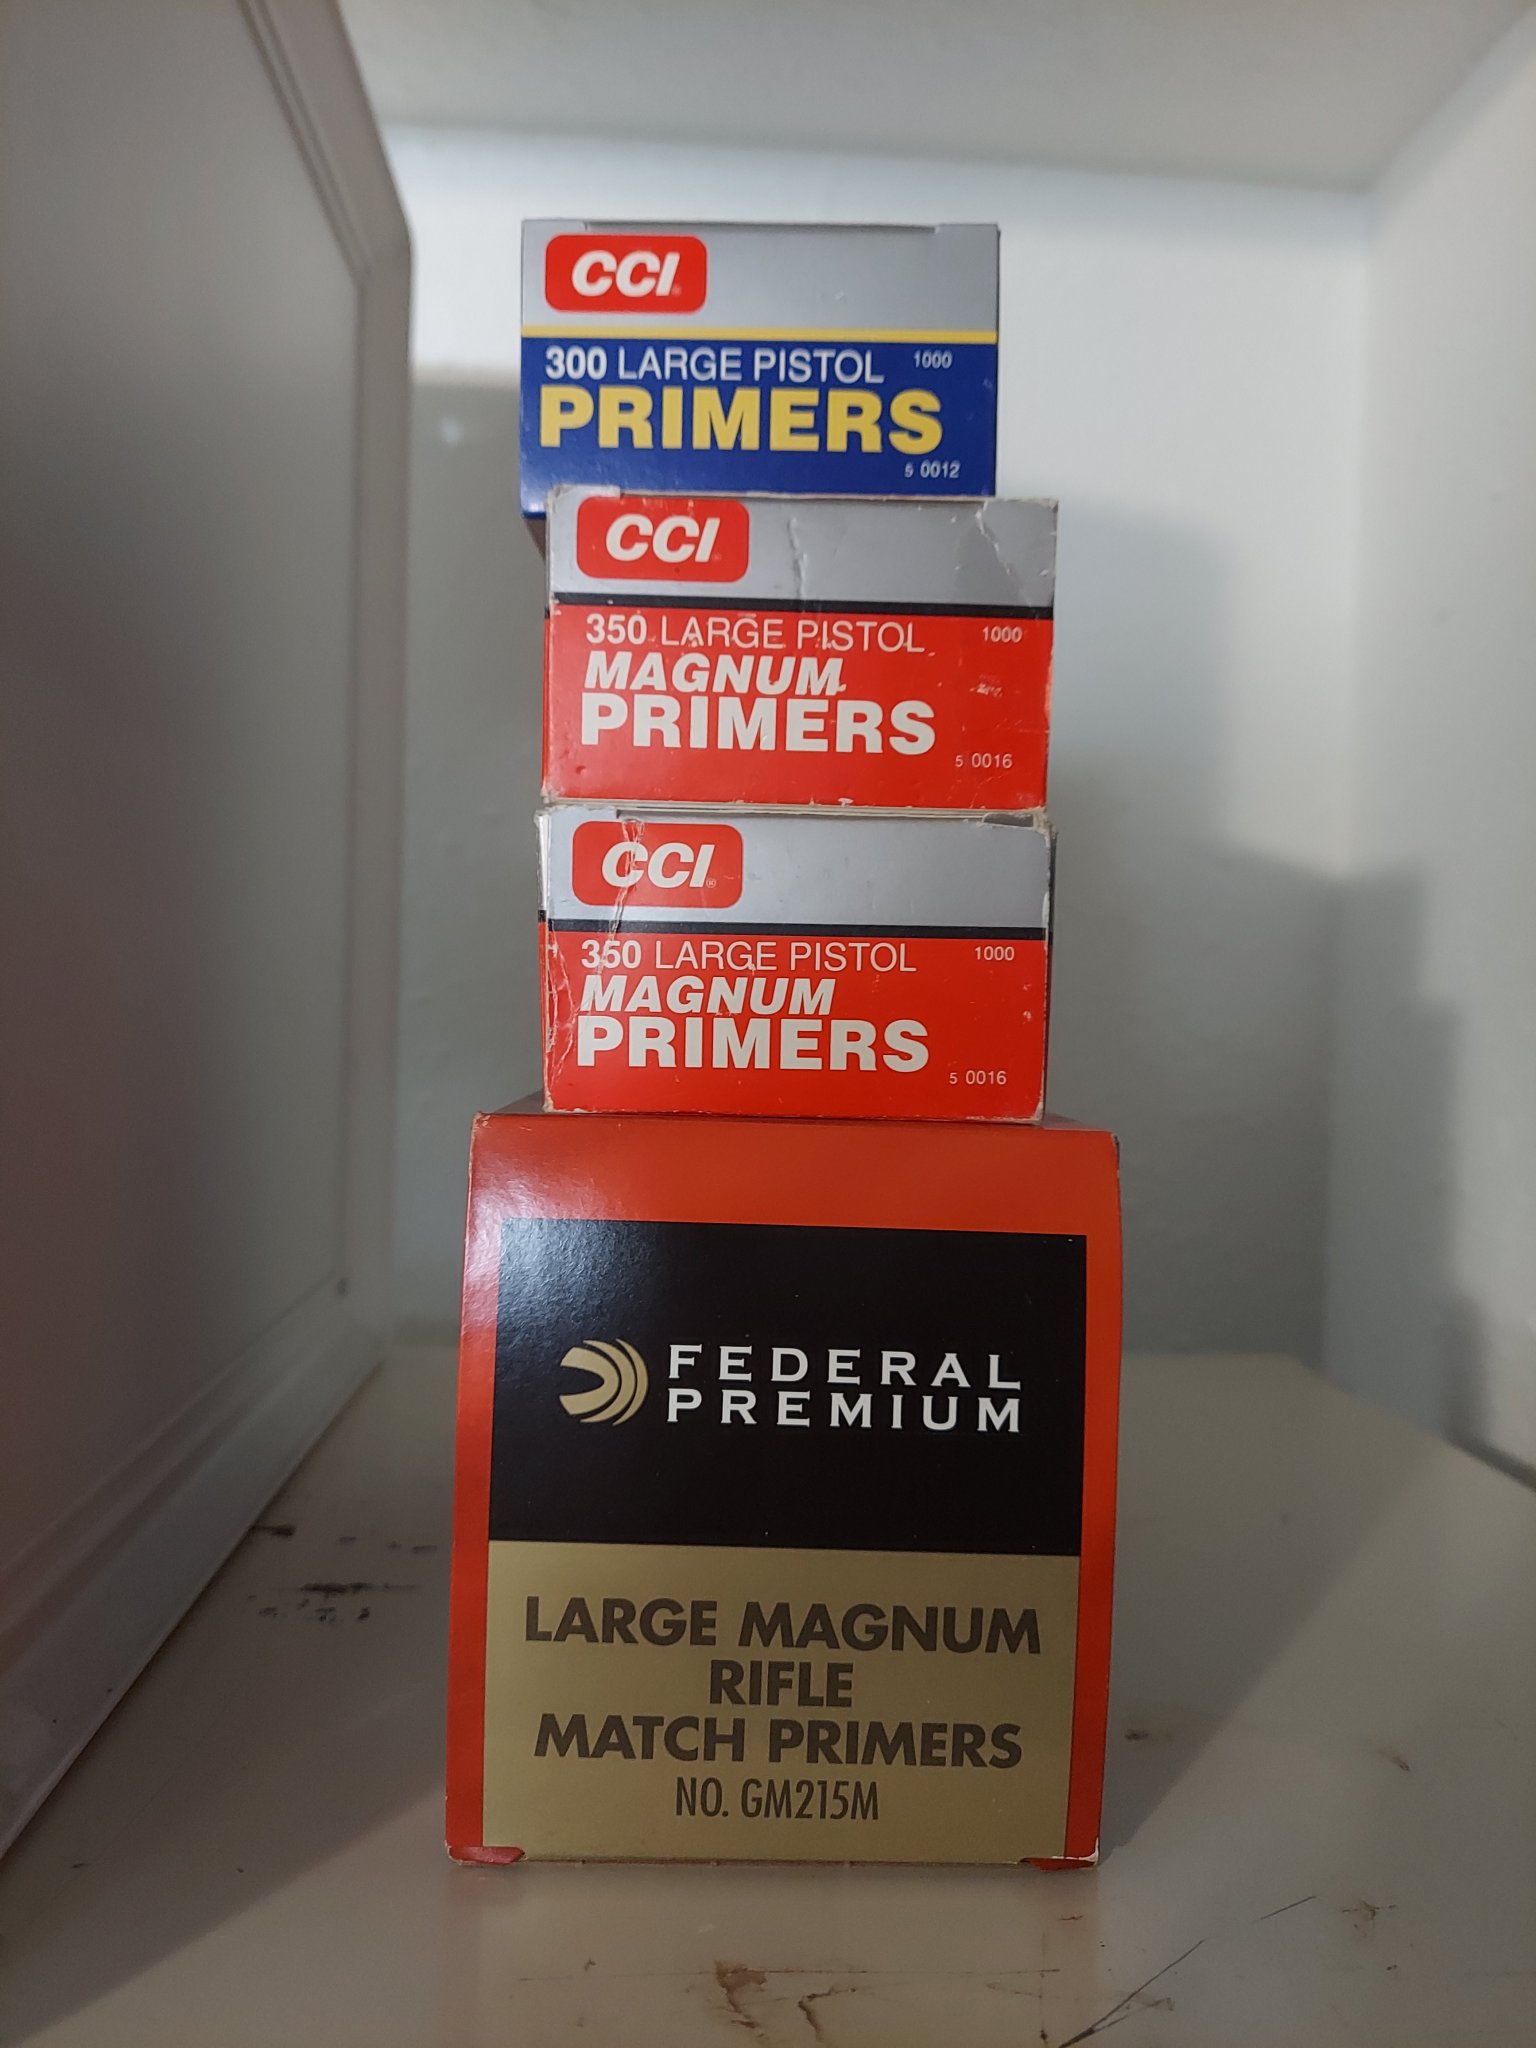 CCI
300 LARGE PISTOL 1000
PRIMERS
5 0012
CCI
350 LARGE PISTOL 1000
MAGNUM
PRIMERS
5 0016
CCI®
350 LARGE PISTOL 1000
MAGNUM
PRIMERS
5 0016
FEDERAL
PREMIUM
LARGE MAGNUM
RIFLE
MATCH PRIMERS
NO. GM215M